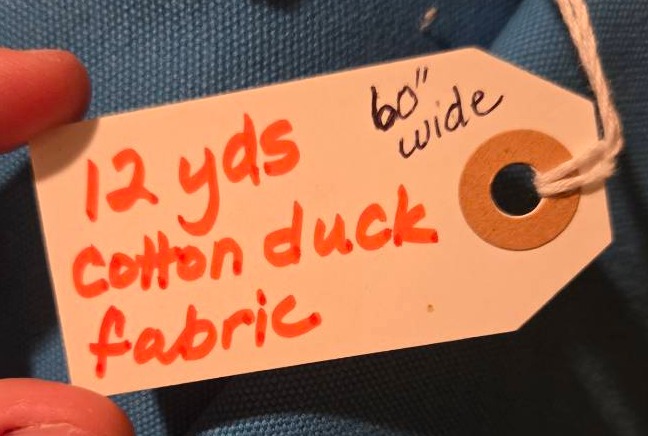 12 yds
cotton duck
fabric
60"
wide